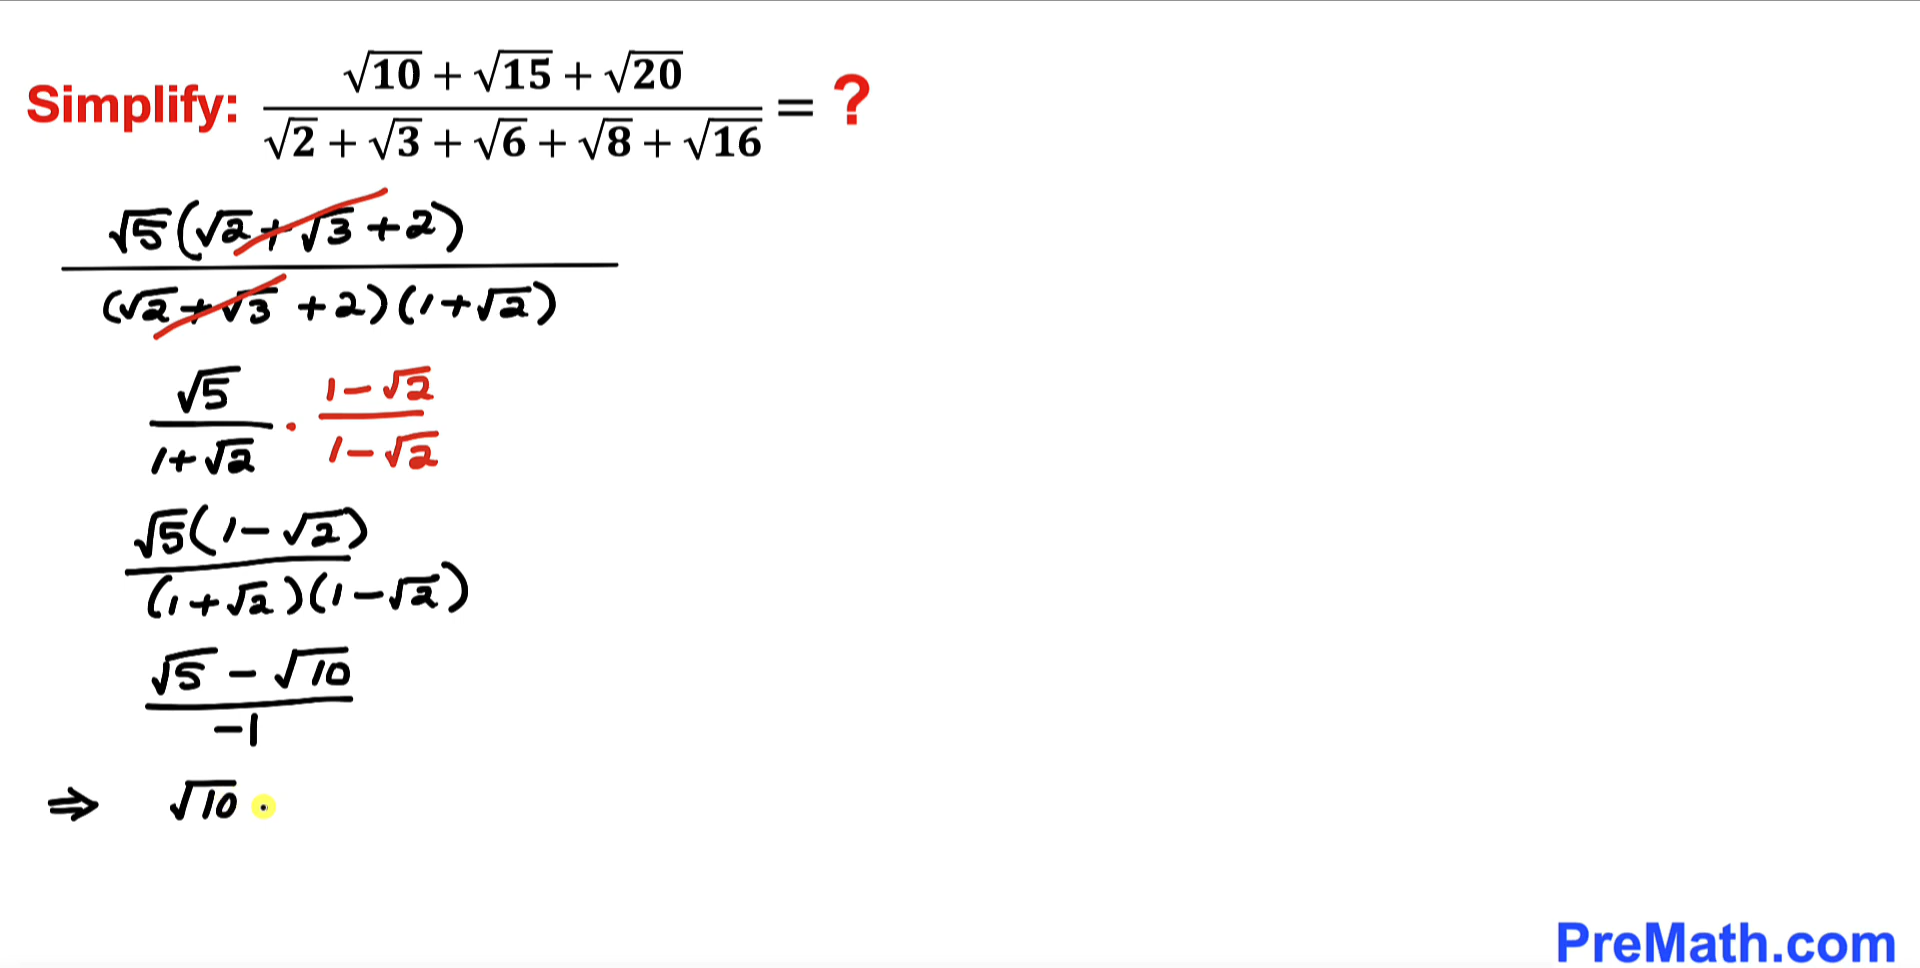 √10 + √15 + √20
Simplify: ———————— = ?
√2 + √3 + √6 + √8 + √16
√5(√2+√3+2)
(√2+√3+2)(1+√2)
√5 . 1-√2
1+√2 1-√2
√5(1-√2)
(1+√2)(1-√2)
√5-√10
-1
⇒ √10
PreMath.com